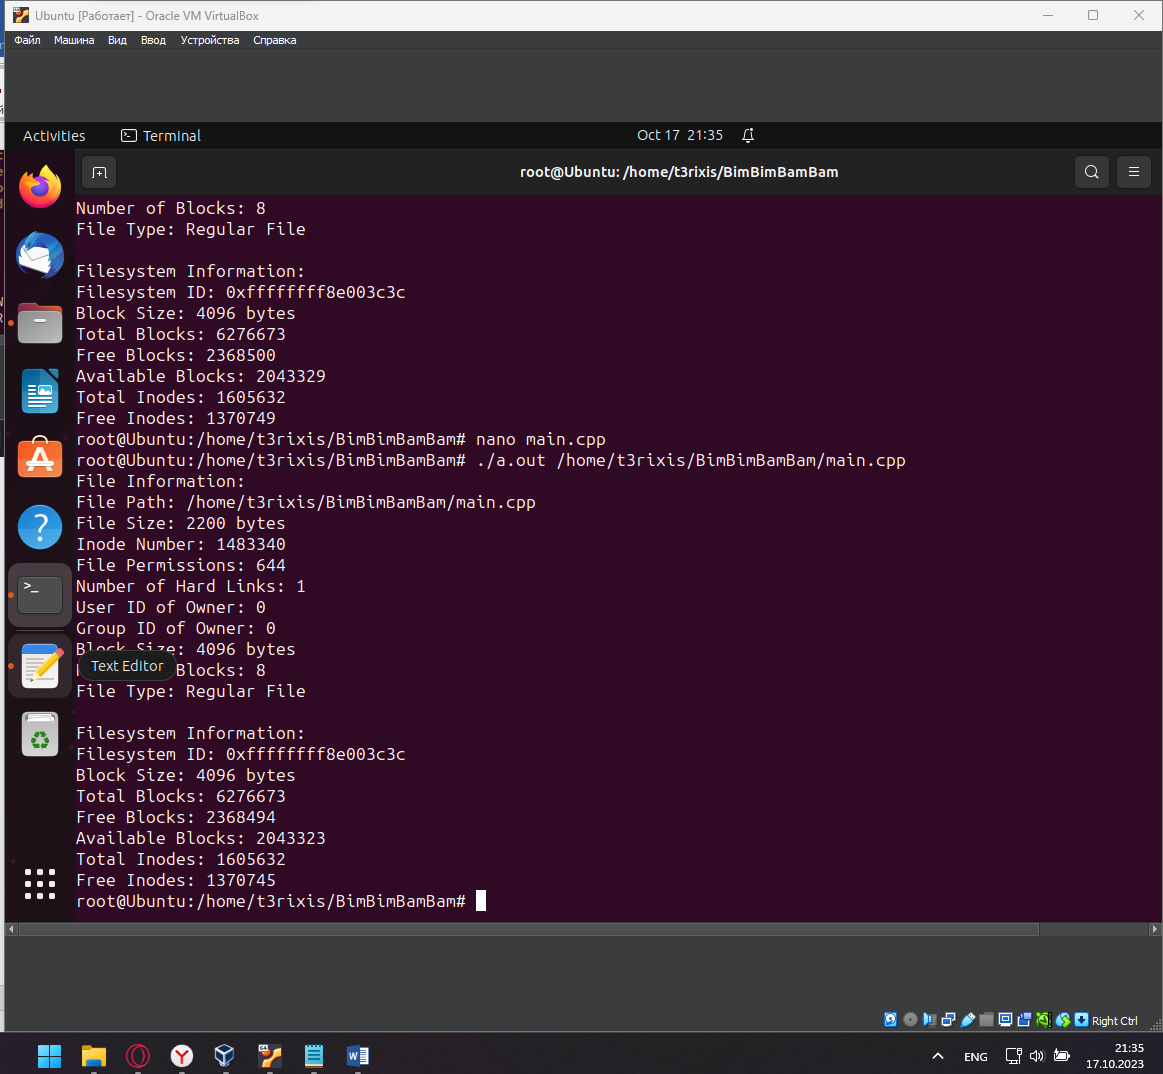 Ubuntu [Работает] - Oracle VM VirtualBox
Файл Машина Вид Ввод Устройства Справка
Activities Terminal Oct 17 21:35
root@Ubuntu: /home/t3rixis/BimBimBamBam
Number of Blocks: 8
File Type: Regular File
Filesystem Information:
Filesystem ID: 0xffffffff8e003c3c
Block Size: 4096 bytes
Total Blocks: 6276673
Free Blocks: 2368500
Available Blocks: 2043329
Total Inodes: 1605632
Free Inodes: 1370749
root@Ubuntu:/home/t3rixis/BimBimBamBam# nano main.cpp
root@Ubuntu:/home/t3rixis/BimBimBamBam# ./a.out /home/t3rixis/BimBimBamBam/main.cpp
File Information:
File Path: /home/t3rixis/BimBimBamBam/main.cpp
File Size: 2200 bytes
Inode Number: 1483340
File Permissions: 644
Number of Hard Links: 1
User ID of Owner: 0
Group ID of Owner: 0
Block Size: 4096 bytes
Text Editor Blocks: 8
File Type: Regular File
Filesystem Information:
Filesystem ID: 0xffffffff8e003c3c
Block Size: 4096 bytes
Total Blocks: 6276673
Free Blocks: 2368494
Available Blocks: 2043323
Total Inodes: 1605632
Free Inodes: 1370745
root@Ubuntu:/home/t3rixis/BimBimBamBam#
Right Ctrl
ENG
21:35
17.10.2023